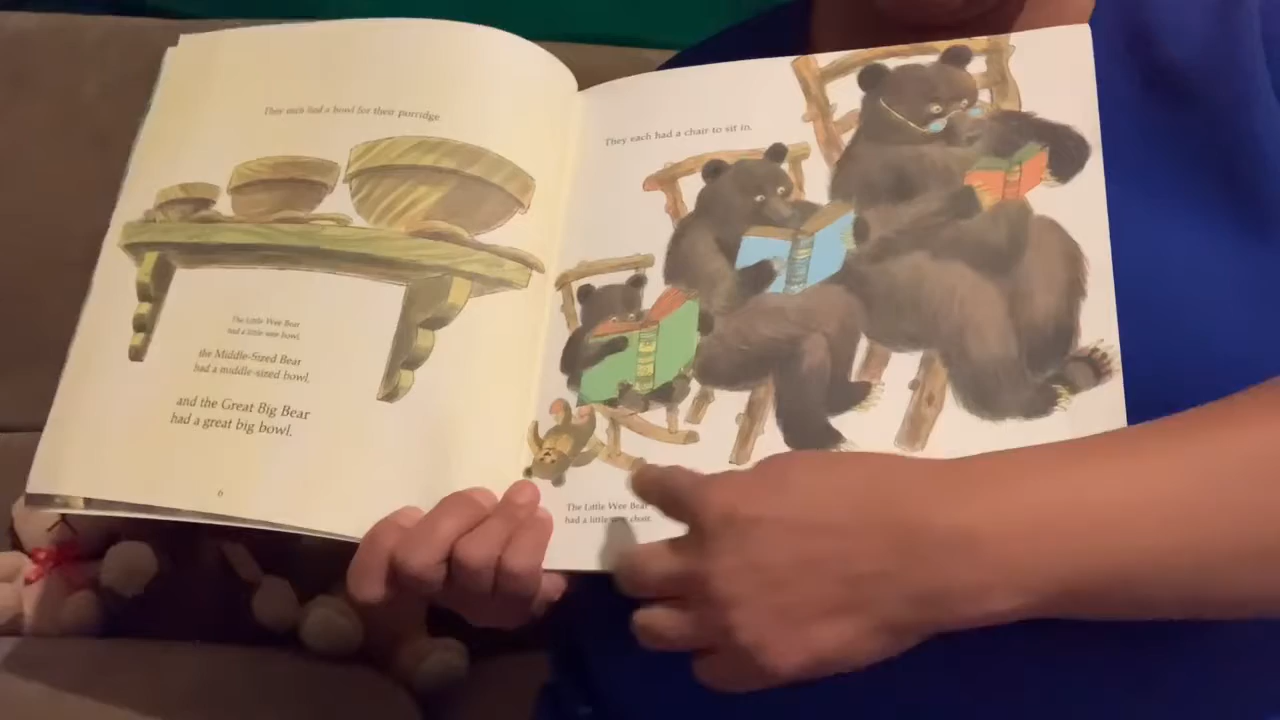 They each had a bowl for their porridge.
The Little Wee Bear
had a little wee bowl,
the Middle-Sized Bear
had a middle-sized bowl,
and the Great Big Bear
had a great big bowl.
6
They each had a chair to sit in.
The Little Wee Bear
had a little wee chair,